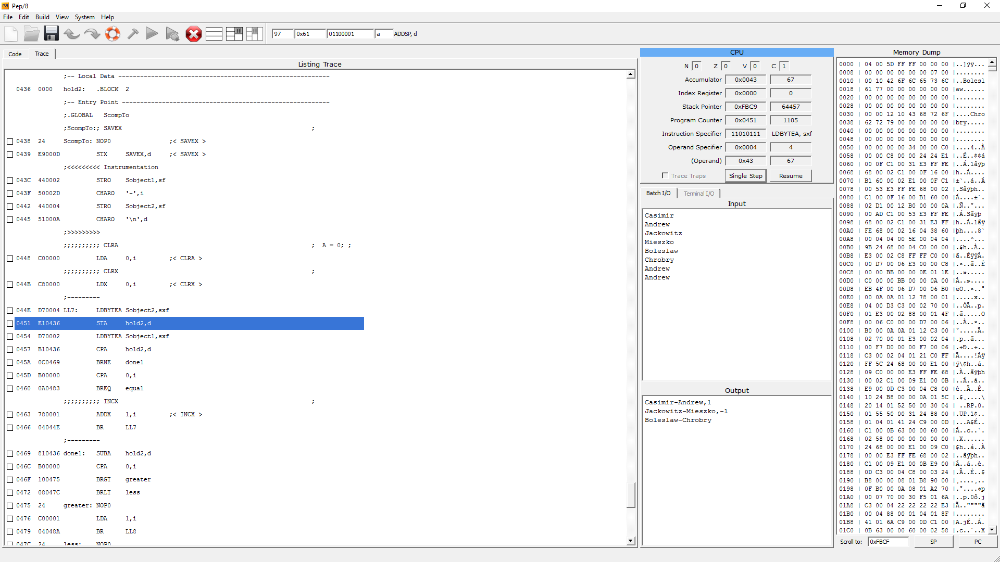 Pep/8
File Edit Build View System Help
97 0x61 01100001 a ADDSP, d
Code Trace
Listing Trace
;-- Local Data ----------------------------------------------------------
0436 0000 hold2: .BLOCK 2
;-- Entry Point ---------------------------------------------------------
;.GLOBAL ScompTo
;ScompTo:; SAVEX ;
0438 24 ScompTo: NOP0 ;< SAVEX >
0439 E9000D STX SAVEX,d ;< SAVEX >
;<<<<<<<<< Instrumentation
043C 440002 STRO Sobject1,sf
043F 50002D CHARO '-',i
0442 440004 STRO Sobject2,sf
0445 51000A CHARO '\n',d
;>>>>>>>>>
;;;;;;;;;; CLRA ; A = 0; ;
0448 C00000 LDA 0,i ;< CLRA >
;;;;;;;;;; CLRX ;
044B C80000 LDX 0,i ;< CLRX >
;---------
044E D70004 LL7: LDBYTEA Sobject2,sxf
0451 E10436 STA hold2,d
0454 D70002 LDBYTEA Sobject1,sxf
0457 B10436 CPA hold2,d
045A 0C0469 BRNE done1
045D B00000 CPA 0,i
0460 0A0483 BREQ equal
;;;;;;;;;; INCX ;
0463 780001 ADDX 1,i ;< INCX >
0466 04044E BR LL7
;---------
0469 810436 done1: SUBA hold2,d
046C B00000 CPA 0,i
046F 100475 BRGT greater
0472 08047C BRLT less
0475 24 greater: NOP0
0476 C00001 LDA 1,i
0479 04048A BR LL8
047C 24 less: NOP0
CPU
N 0 Z 0 V 0 C 1
Accumulator 0x0043 67
Index Register 0x0000 0
Stack Pointer 0xFBC9 64457
Program Counter 0x0451 1105
Instruction Specifier 11010111 LDBYTEA, sxf
Operand Specifier 0x0004 4
(Operand) 0x43 67
Trace Traps Single Step Resume
Batch I/O Terminal I/O
Input
Casimir
Andrew
Jackowitz
Mieszko
Boleslaw
Chrobry
Andrew
Andrew
Output
Casimir-Andrew,1
Jackowitz-Mieszko,-1
Boleslaw-Chrobry
Memory Dump
0000 | 04 00 5D FF FF 00 00 00 |..]ÿÿ...
0008 | 00 00 00 00 00 00 07 00 |........
0010 | 00 10 42 6F 6C 65 73 6C |..Bolesl
0018 | 61 77 00 00 00 00 00 00 |aw......
0020 | 00 00 00 00 00 00 00 00 |........
0028 | 00 00 00 00 00 00 00 00 |........
0030 | 00 00 12 10 43 68 72 6F |....Chro
0038 | 62 72 79 00 00 00 00 00 |bry.....
0040 | 00 00 00 00 00 00 00 00 |........
0048 | 00 00 00 00 00 00 00 00 |........
0050 | 00 00 00 00 34 00 00 C0 |....4..À
0058 | 00 00 C8 00 00 24 24 E1 |..È..$$á
0060 | 00 0F C1 00 31 E3 FF FE |..Á.1ãÿþ
0068 | 68 00 02 C1 00 0F 16 00 |h..Á....
0070 | B1 60 00 02 E1 00 0F C1 |±`..á..Á
0078 | 00 53 E3 FF FE 68 00 02 |.Sãÿþh..
0080 | C1 00 0F 16 00 B1 60 00 |Á....±`.
0088 | 02 D1 00 12 B0 00 00 0A |.Ñ..°...
0090 | 00 AD C1 00 53 E3 FF FE |.­Á.Sãÿþ
0098 | 68 00 02 C1 00 31 E3 FF |h..Á.1ãÿ
00A0 | FE 68 00 02 16 04 38 60 |þh....8`
00A8 | 00 04 04 00 5E 00 04 04 |....^...
00B0 | 9B 24 68 00 04 C0 00 00 |.$h..À..
00B8 | E3 00 02 C8 FF FF C0 00 |ã..ÈÿÿÀ.
00C0 | 00 D7 00 06 E3 00 00 C8 |.×..ã..È
00C8 | 00 00 BB 00 00 0E 01 1E |..».....
00D0 | C0 00 00 BB 00 00 0A 00 |À..»....
00D8 | EB 4F 00 06 D7 00 06 B0 |ëO..×..°
00E0 | 00 0A 0A 01 12 78 00 01 |.....x..
00E8 | 04 00 D3 C3 00 02 70 00 |..ÓÃ..p.
00F0 | 01 E3 00 02 88 00 01 4F |.ã.....O
00F8 | 00 06 C0 00 00 D7 00 06 |..À..×..
0100 | B0 00 0A 0A 01 12 C3 00 |°.....Ã.
0108 | 02 70 00 01 E3 00 02 04 |.p..ã...
0110 | 00 F7 D0 00 00 F7 00 06 |.÷Ð..÷..
0118 | C3 00 02 04 01 21 C0 FF |Ã....!Àÿ
0120 | FF 5C 24 68 00 00 E1 00 |ÿ\$h..á.
0128 | 09 C0 00 00 E3 FF FE 68 |.À..ãÿþh
0130 | 00 02 C1 00 09 E1 00 0B |..Á..á..
0138 | E9 00 0D C3 00 04 C8 00 |é..Ã..È.
0140 | 10 24 B8 00 00 0A 01 5C |.$¸....\
0148 | 20 14 01 52 50 00 30 04 | ..RP.0.
0150 | 01 55 50 00 31 24 88 00 |.UP.1$..
0158 | 01 04 01 41 24 C9 00 0D |...A$É..
0160 | C1 00 0B 63 00 00 60 00 |Á..c..`.
0168 | 02 58 00 00 00 00 00 00 |.X......
0170 | 24 68 00 00 E1 00 09 C0 |$h..á..À
0178 | 00 00 E3 FF FE 68 00 02 |..ãÿþh..
0180 | C1 00 09 E1 00 0B E9 00 |Á..á..é.
0188 | 0D C3 00 04 C8 00 03 24 |.Ã..È..$
0190 | B8 00 00 08 01 B8 90 00 |¸....¸..
0198 | 0F B0 00 0A 08 01 A2 70 |.°....¢p
01A0 | 00 07 70 00 30 F5 01 6A |..p.0õ.j
01A8 | C3 00 04 22 22 22 22 E3 |Ã..""""ã
01B0 | 00 04 88 00 01 04 01 8F |........
01B8 | 41 01 6A C9 00 0D C1 00 |A.jÉ..Á.
01C0 | 0B 63 00 00 60 00 02 58 |.c..`..X
Scroll to: 0xFBCF SP PC